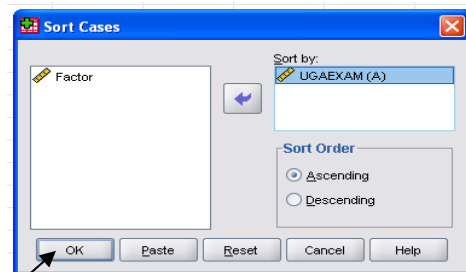 Sort Cases
Factor
Sort by:
UGAEXAM (A)
Sort Order
Ascending
Descending
OK Paste Reset Cancel Help